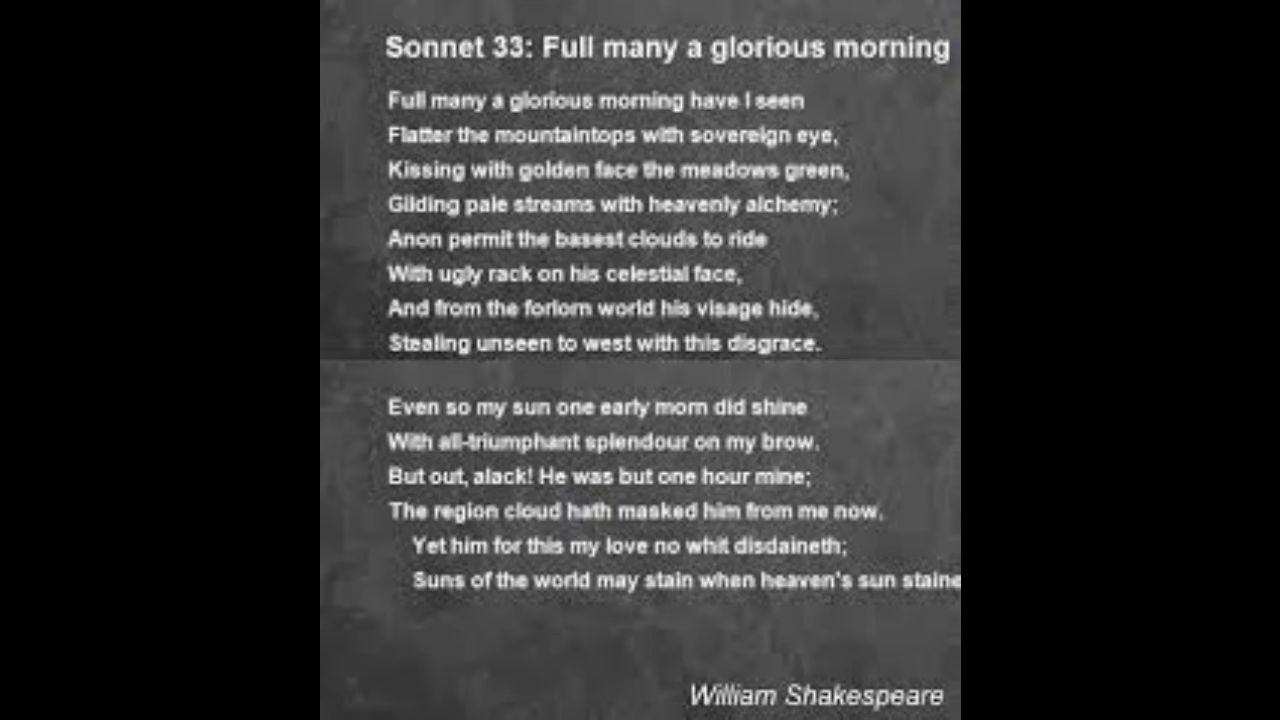 Sonnet 33: Full many a glorious morning
Full many a glorious morning have I seen
Flatter the mountaintops with sovereign eye,
Kissing with golden face the meadows green,
Gilding pale streams with heavenly alchemy;
Anon permit the basest clouds to ride
With ugly rack on his celestial face,
And from the forlorn world his visage hide,
Stealing unseen to west with this disgrace.
Even so my sun one early morn did shine
With all-triumphant splendour on my brow.
But out, alack! He was but one hour mine;
The region cloud hath masked him from me now.
Yet him for this my love no whit disdaineth;
Suns of the world may stain when heaven's sun staine
William Shakespeare